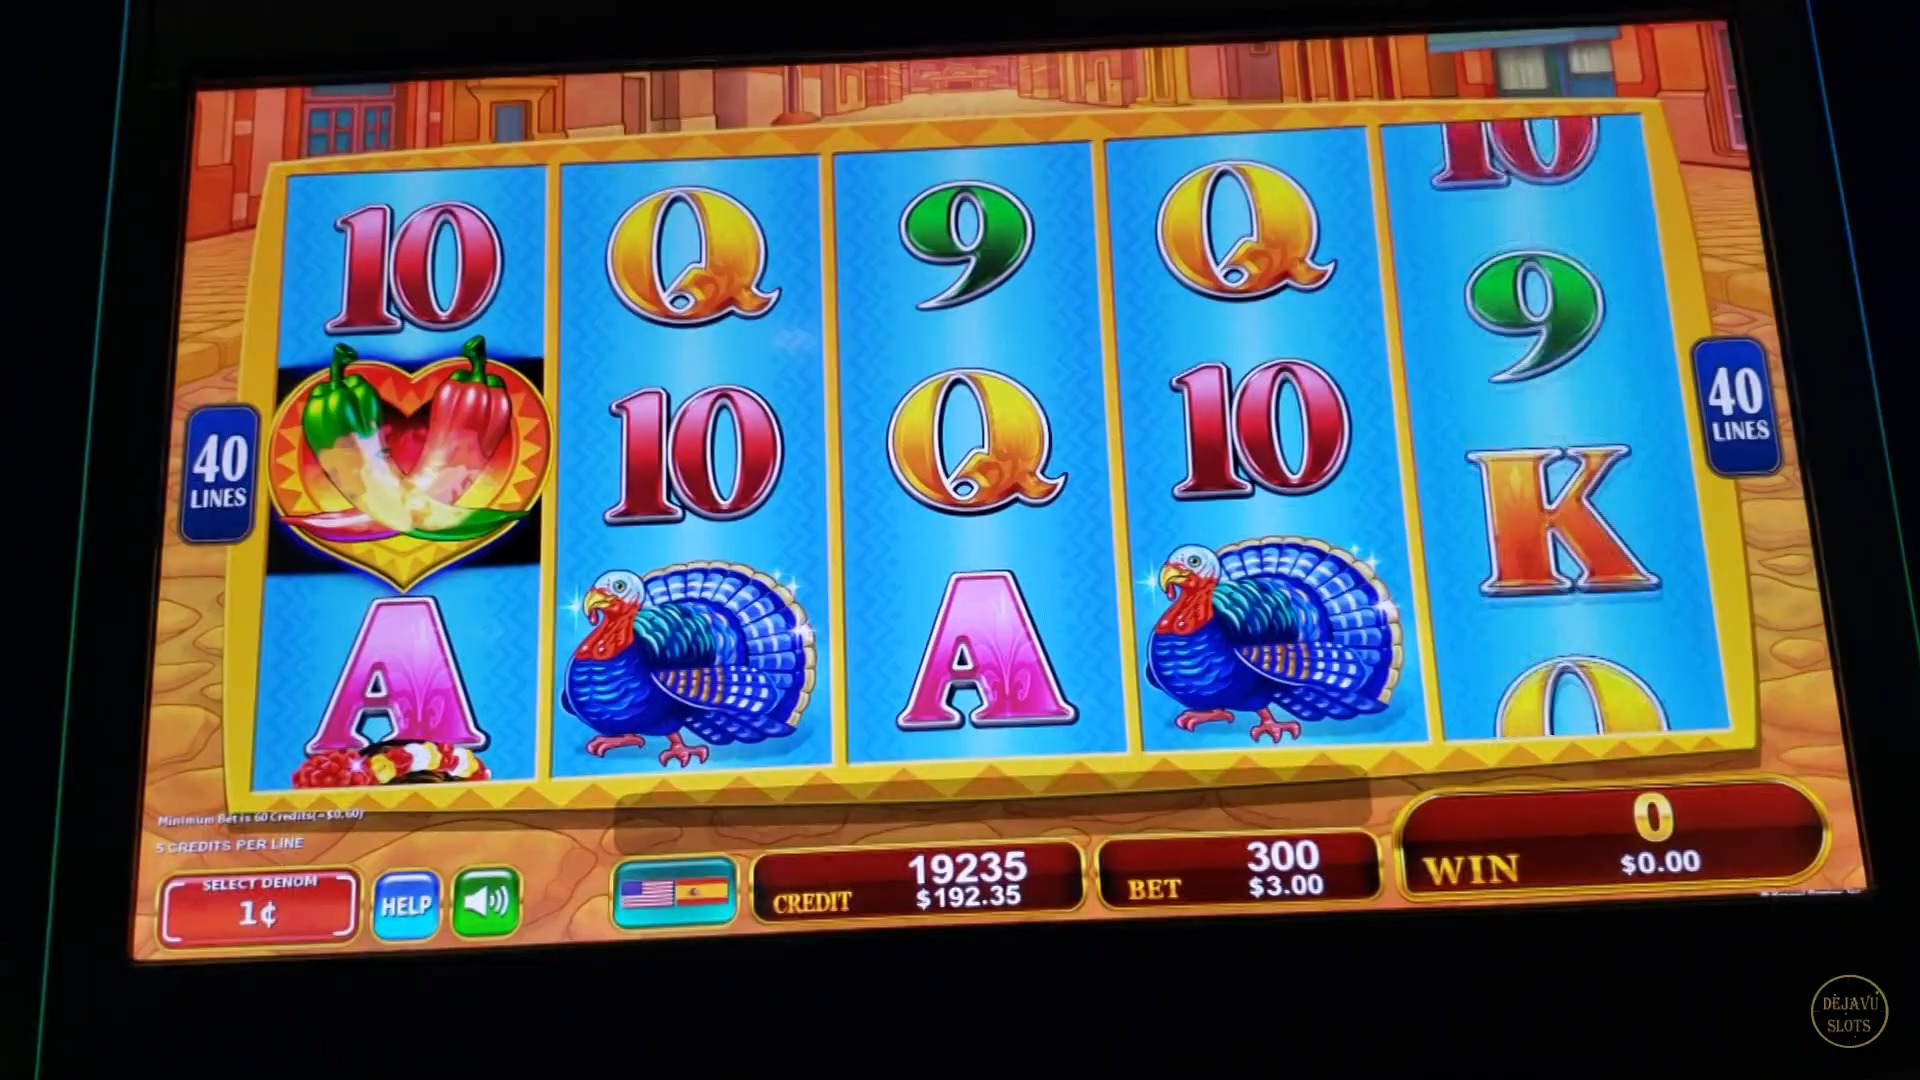 10 Q 9 Q 10
9
10 Q 10
K
A A Q
40
LINES
40
LINES
Minimum Bet is 60 Credits(=$0.60)
5 CREDITS PER LINE
SELECT DENOM
1¢
HELP
CREDIT
19235
$192.35
BET
300
$3.00
WIN
0
$0.00
DEJAVU
SLOTS